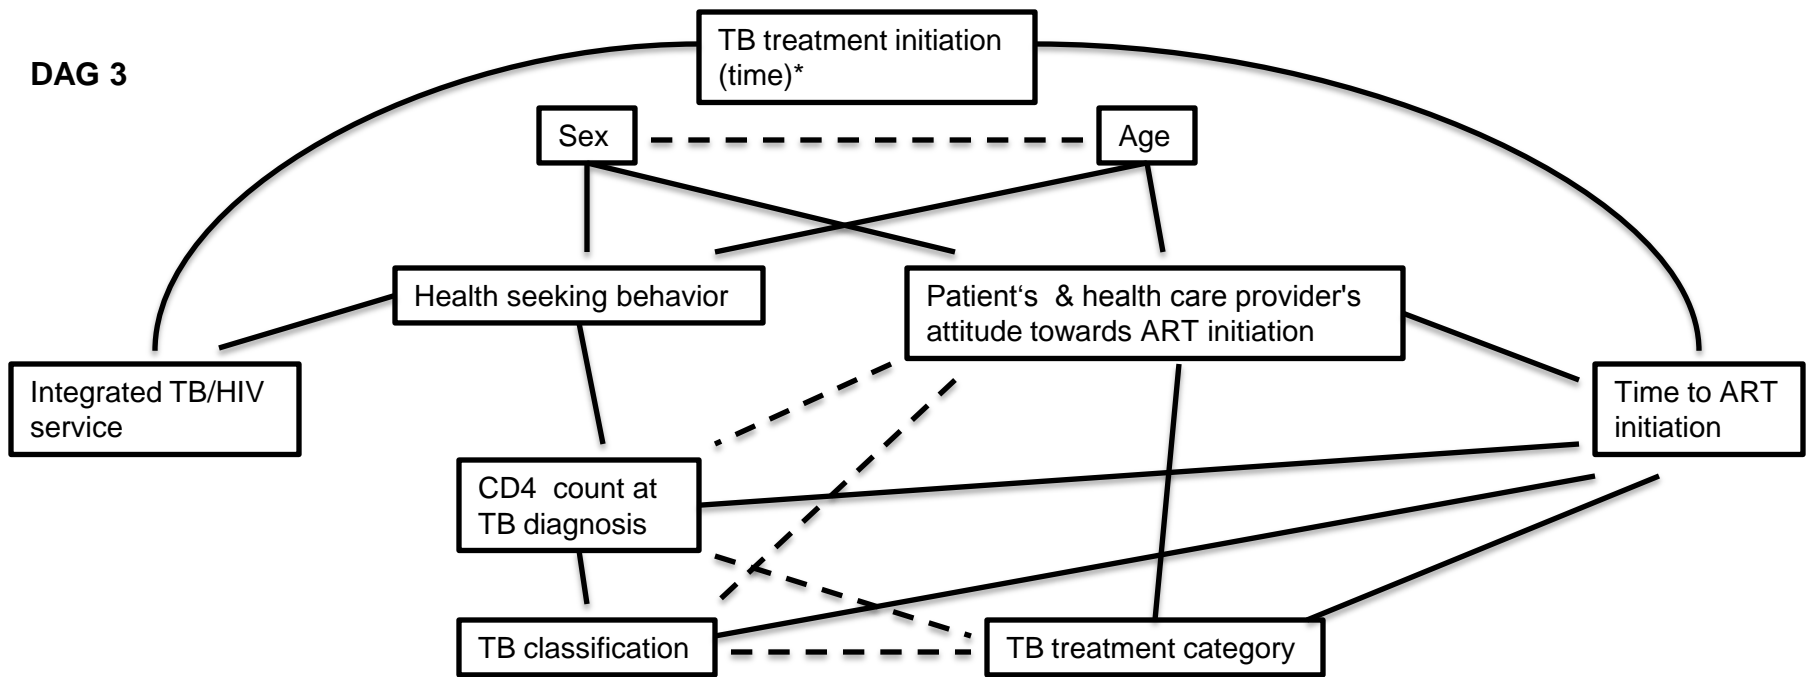 TB treatment initiation
(time)*
DAG 3
Sex
Age
Health seeking behavior
Patient‘s & health care provider's
attitude towards ART initiation
Integrated TB/HIV
service
Time to ART
initiation
CD4 count at
TB diagnosis
TB classification
TB treatment category